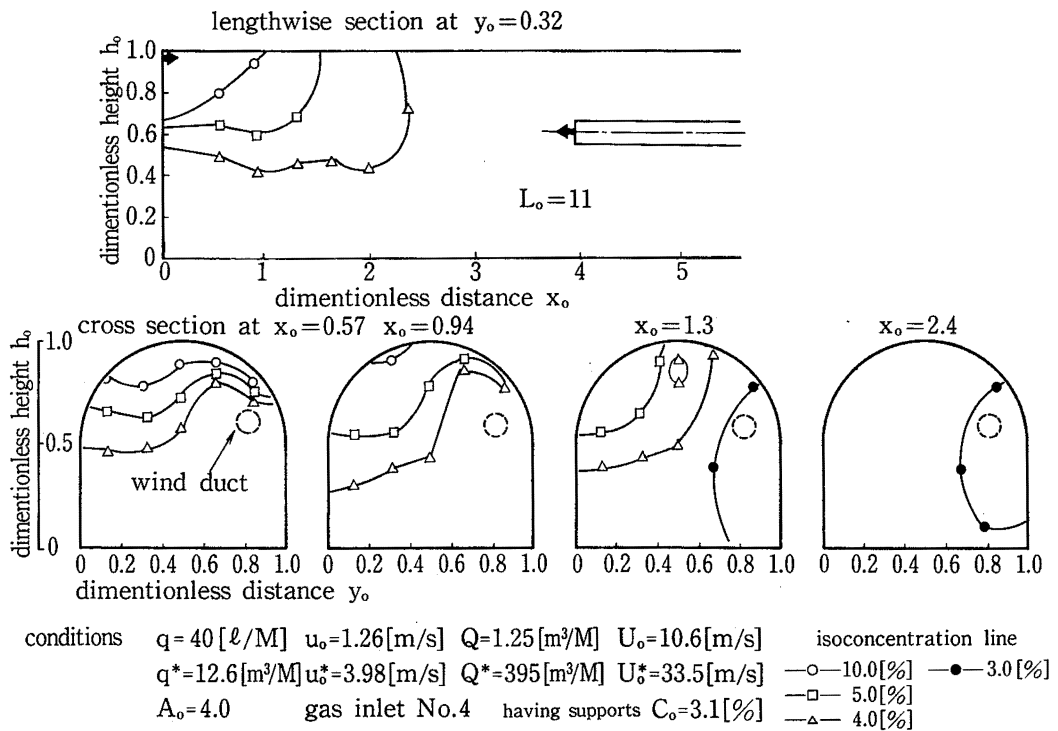 lengthwise section at y₀=0.32
dimentionless height h₀
1.0
0.8
0.6
0.4
0.2
0
L₀=11
0 1 2 3 4 5
dimentionless distance x₀
cross section at x₀=0.57 x₀=0.94 x₀=1.3 x₀=2.4
dimentionless height h₀
1.0
0.5
0
wind duct
0 0.2 0.4 0.6 0.8 1.0 0 0.2 0.4 0.6 0.8 1.0 0 0.2 0.4 0.6 0.8 1.0 0 0.2 0.4 0.6 0.8 1.0
dimentionless distance y₀
conditions q=40[ℓ/M] u₀=1.26[m/s] Q=1.25[m³/M] U₀=10.6[m/s] isoconcentration line
q*=12.6[m³/M] u₀*=3.98[m/s] Q*=395[m³/M] U₀*=33.5[m/s] 10.0[%] 3.0[%]
5.0[%]
A₀=4.0 gas inlet No.4 having supports C₀=3.1[%] 4.0[%]